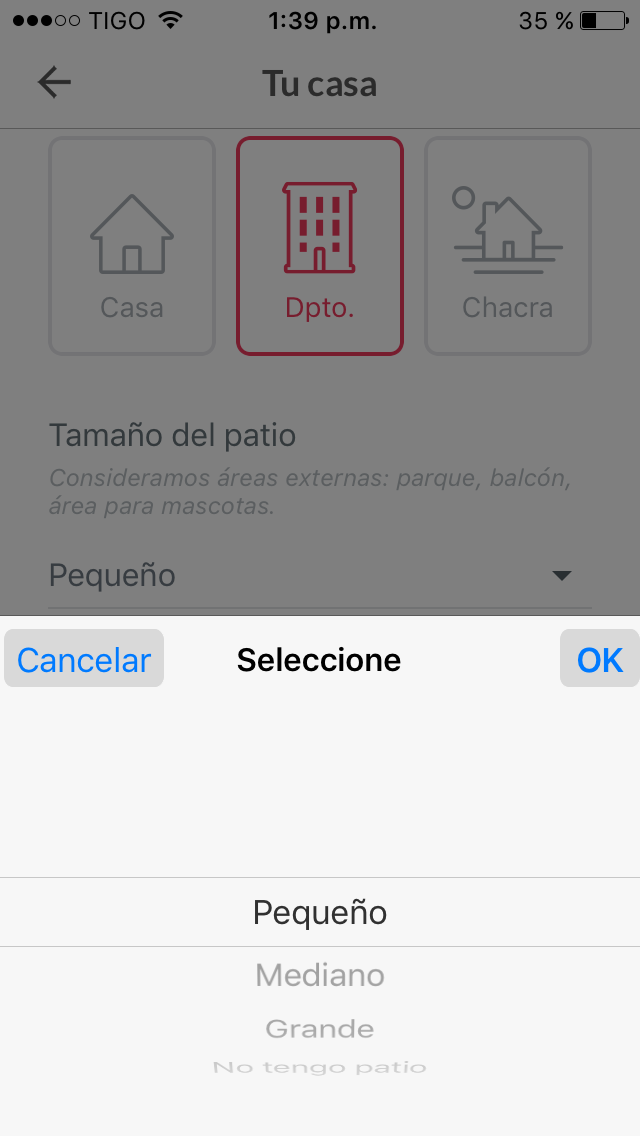 TIGO 1:39 p.m. 35 %
Tu casa
Casa Dpto. Chacra
Tamaño del patio
Consideramos áreas externas: parque, balcón,
área para mascotas.
Pequeño
Cancelar Seleccione OK
Pequeño
Mediano
Grande
No tengo patio